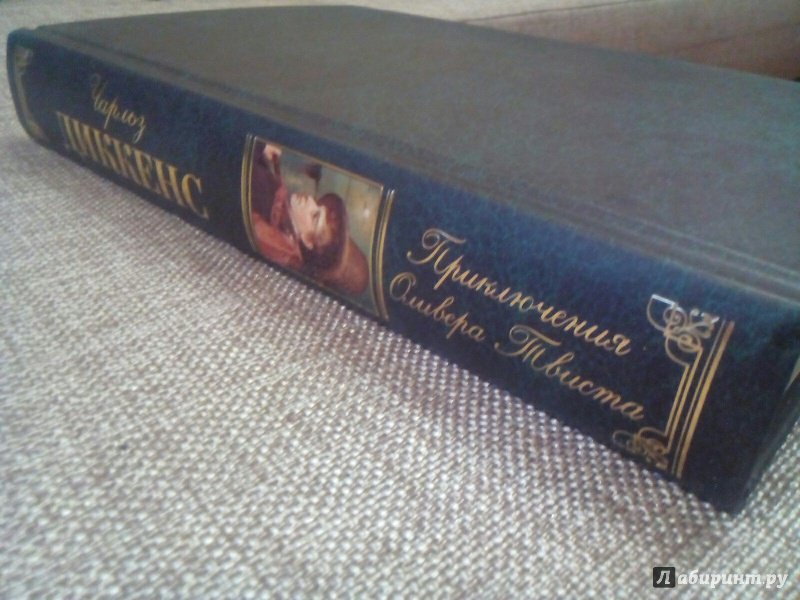 Чарльз
ДИККЕНС
Приключения
Оливера Твиста
Лабиринт.ру